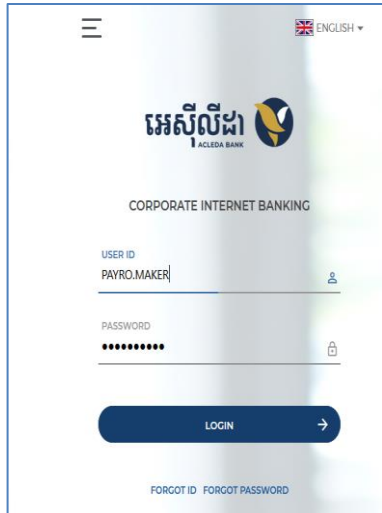 ENGLISH
អេស៊ីលីដា
ACLEDA BANK
CORPORATE INTERNET BANKING
USER ID
PAYRO.MAKER
PASSWORD
LOGIN
FORGOT ID FORGOT PASSWORD